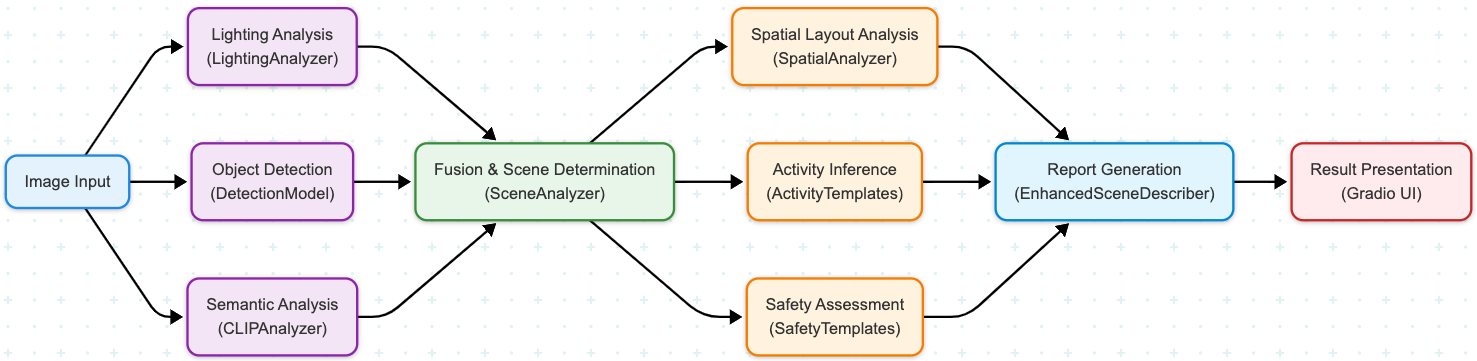 Image Input
Lighting Analysis
(LightingAnalyzer)
Object Detection
(DetectionModel)
Semantic Analysis
(CLIPAnalyzer)
Fusion & Scene Determination
(SceneAnalyzer)
Spatial Layout Analysis
(SpatialAnalyzer)
Activity Inference
(ActivityTemplates)
Safety Assessment
(SafetyTemplates)
Report Generation
(EnhancedSceneDescriber)
Result Presentation
(Gradio UI)